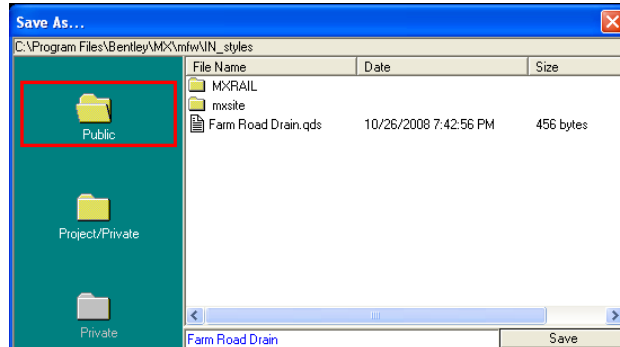 Save As...
C:\Program Files\Bentley\MX\mfw\IN_styles
File Name Date Size
MXRAIL
mxsite
Farm Road Drain.qds 10/26/2008 7:42:56 PM 456 bytes
Public
Project/Private
Private
Farm Road Drain Save